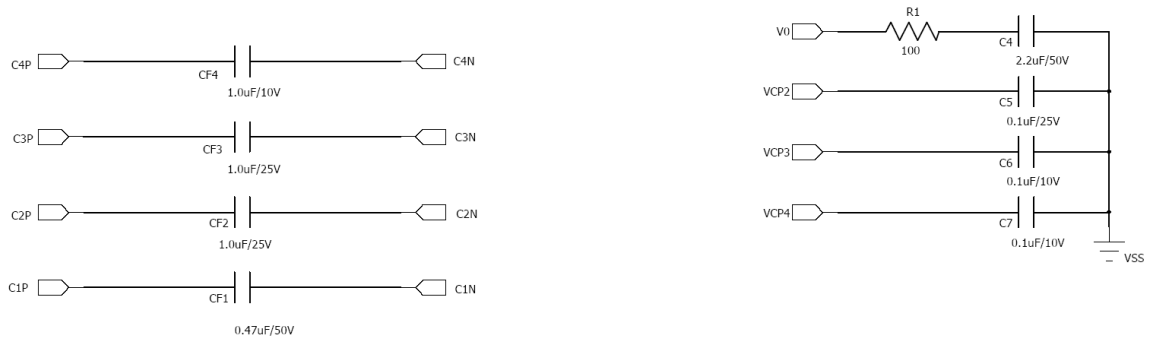 C4P
CF4
C4N
1.0uF/10V
C3P
CF3
C3N
1.0uF/25V
C2P
CF2
C2N
1.0uF/25V
C1P
CF1
C1N
0.47uF/50V
R1
V0
100
C4
2.2uF/50V
VCP2
C5
0.1uF/25V
VCP3
C6
0.1uF/10V
VCP4
C7
0.1uF/10V
VSS